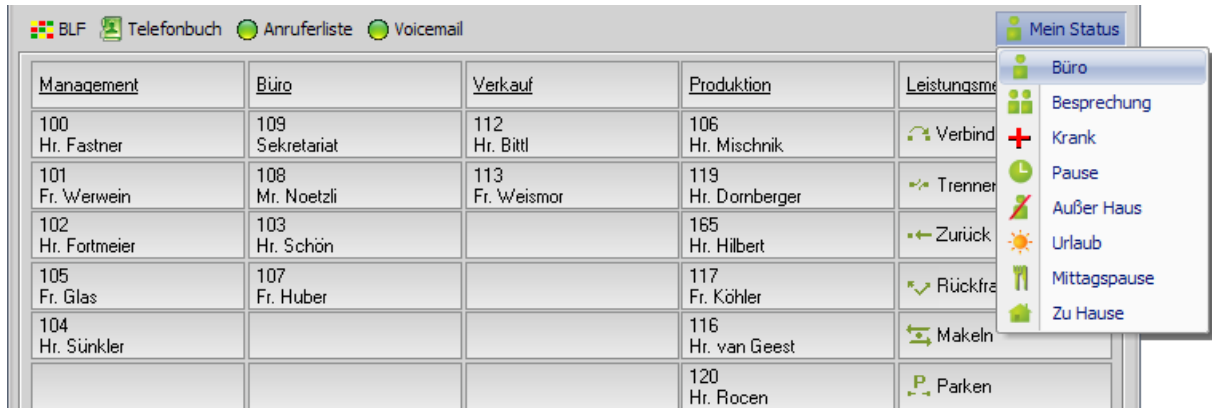 BLF Telefonbuch Anruferliste Voicemail Mein Status
Management Büro Verkauf Produktion Leistungsme
100 109 112 106
Hr. Fastner Sekretariat Hr. Bittl Hr. Mischnik Verbind
101 108 113 119
Fr. Werwein Mr. Noetzli Fr. Weismor Hr. Dornberger Trennen
102 103 165
Hr. Fortmeier Hr. Schön Hr. Hilbert Zurück
105 107 117
Fr. Glas Fr. Huber Fr. Köhler Rückfra
104 116
Hr. Sünkler Hr. van Geest Makeln
120
Hr. Rocen P Parken
Büro
Besprechung
Krank
Pause
Außer Haus
Urlaub
Mittagspause
Zu Hause